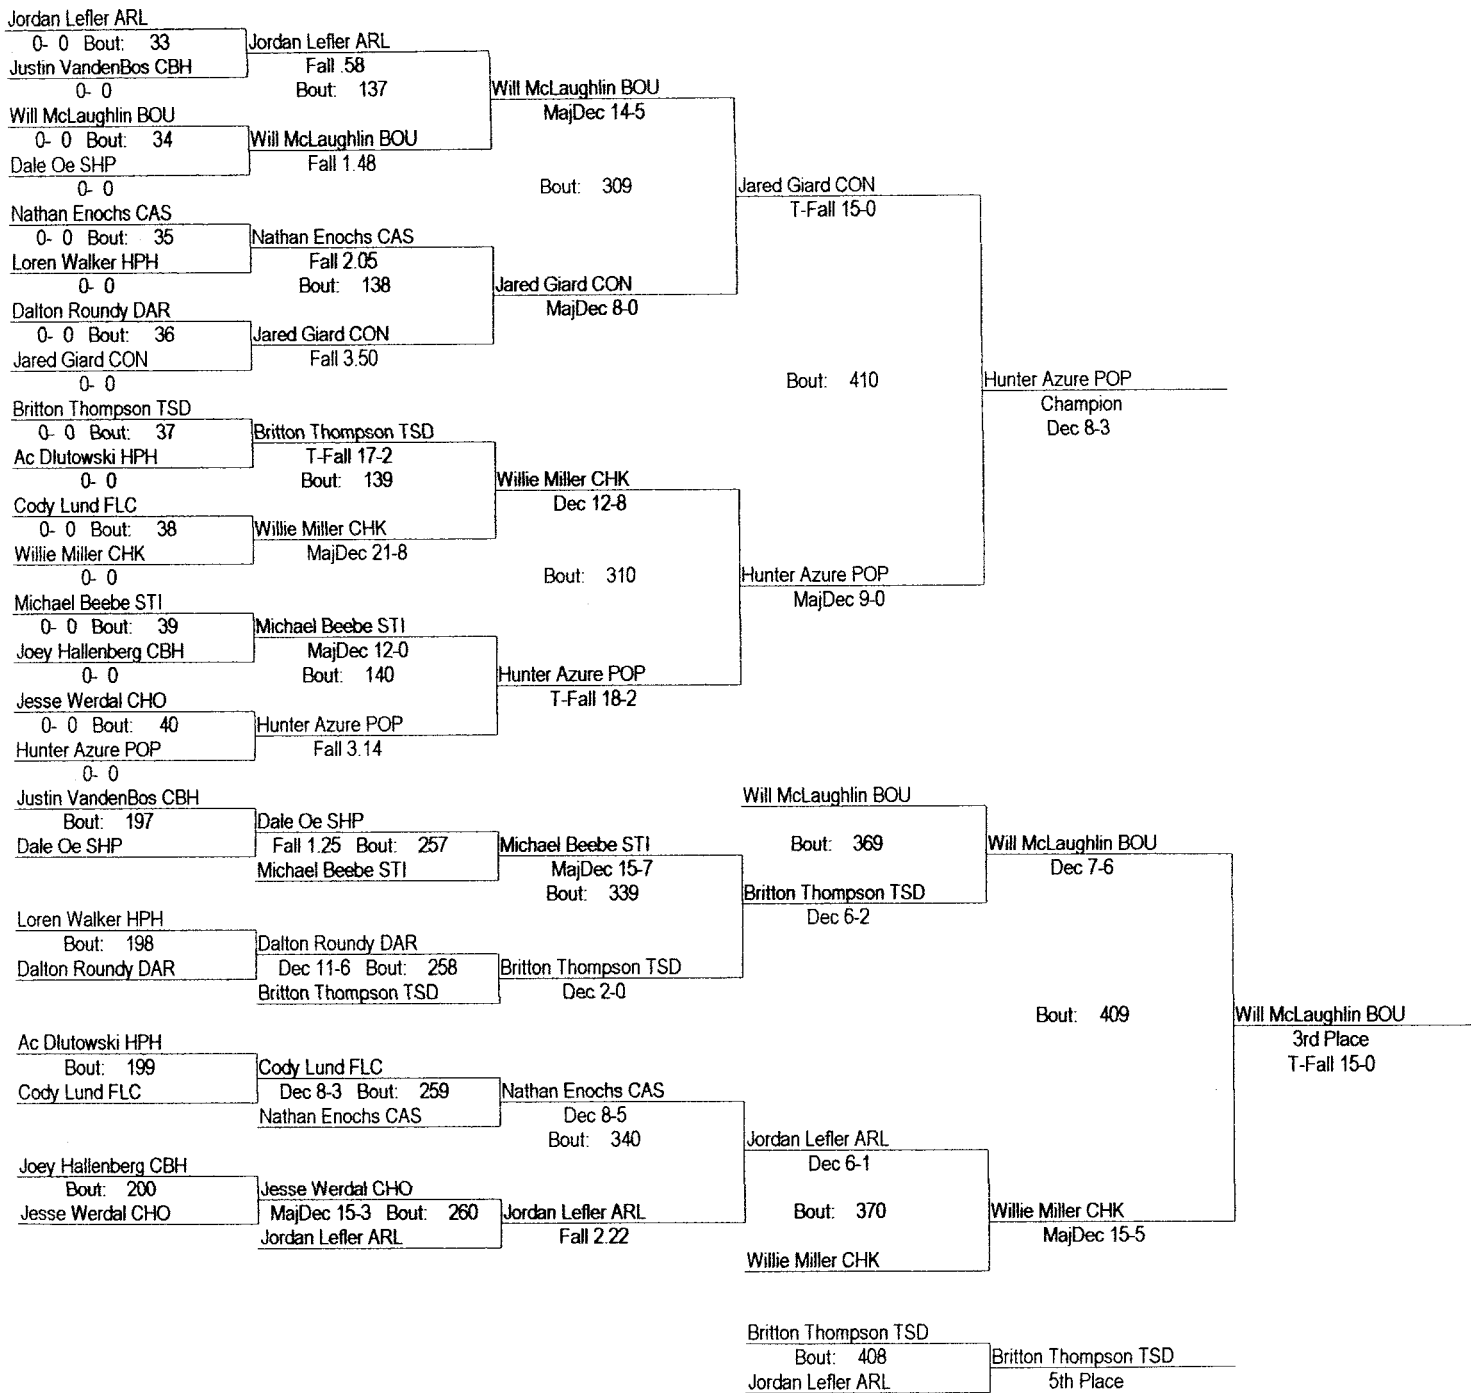 Jordan Lefler ARL
0- 0 Bout: 33
Justin VandenBos CBH
0- 0
Will McLaughlin BOU
0- 0 Bout: 34
Dale Oe SHP
0- 0
Nathan Enochs CAS
0- 0 Bout: 35
Loren Walker HPH
0- 0
Dalton Roundy DAR
0- 0 Bout: 36
Jared Giard CON
0- 0
Britton Thompson TSD
0- 0 Bout: 37
Ac Dlutowski HPH
0- 0
Cody Lund FLC
0- 0 Bout: 38
Willie Miller CHK
0- 0
Michael Beebe STI
0- 0 Bout: 39
Joey Hallenberg CBH
0- 0
Jesse Werdal CHO
0- 0 Bout: 40
Hunter Azure POP
0- 0
Jordan Lefler ARL
Fall .58
Bout: 137
Will McLaughlin BOU
Fall 1.48
Nathan Enochs CAS
Fall 2.05
Bout: 138
Jared Giard CON
Fall 3.50
Britton Thompson TSD
T-Fall 17-2
Bout: 139
Willie Miller CHK
MajDec 21-8
Michael Beebe STI
MajDec 12-0
Bout: 140
Hunter Azure POP
Fall 3.14
Will McLaughlin BOU
MajDec 14-5
Bout: 309
Jared Giard CON
MajDec 8-0
Willie Miller CHK
Dec 12-8
Bout: 310
Hunter Azure POP
T-Fall 18-2
Jared Giard CON
T-Fall 15-0
Bout: 410
Hunter Azure POP
MajDec 9-0
Hunter Azure POP
Champion
Dec 8-3
Justin VandenBos CBH
Bout: 197
Dale Oe SHP
Loren Walker HPH
Bout: 198
Dalton Roundy DAR
Ac Dlutowski HPH
Bout: 199
Cody Lund FLC
Joey Hallenberg CBH
Bout: 200
Jesse Werdal CHO
Dale Oe SHP
Fall 1.25 Bout: 257
Michael Beebe STI
Dalton Roundy DAR
Dec 11-6 Bout: 258
Britton Thompson TSD
Cody Lund FLC
Dec 8-3 Bout: 259
Nathan Enochs CAS
Jesse Werdal CHO
MajDec 15-3 Bout: 260
Jordan Lefler ARL
Michael Beebe STI
MajDec 15-7
Bout: 339
Britton Thompson TSD
Dec 2-0
Nathan Enochs CAS
Dec 8-5
Bout: 340
Jordan Lefler ARL
Fall 2.22
Will McLaughlin BOU
Bout: 369
Britton Thompson TSD
Dec 6-2
Jordan Lefler ARL
Dec 6-1
Bout: 370
Willie Miller CHK
Will McLaughlin BOU
Dec 7-6
Bout: 409
Willie Miller CHK
MajDec 15-5
Will McLaughlin BOU
3rd Place
T-Fall 15-0
Britton Thompson TSD
Bout: 408
Jordan Lefler ARL
Britton Thompson TSD
5th Place